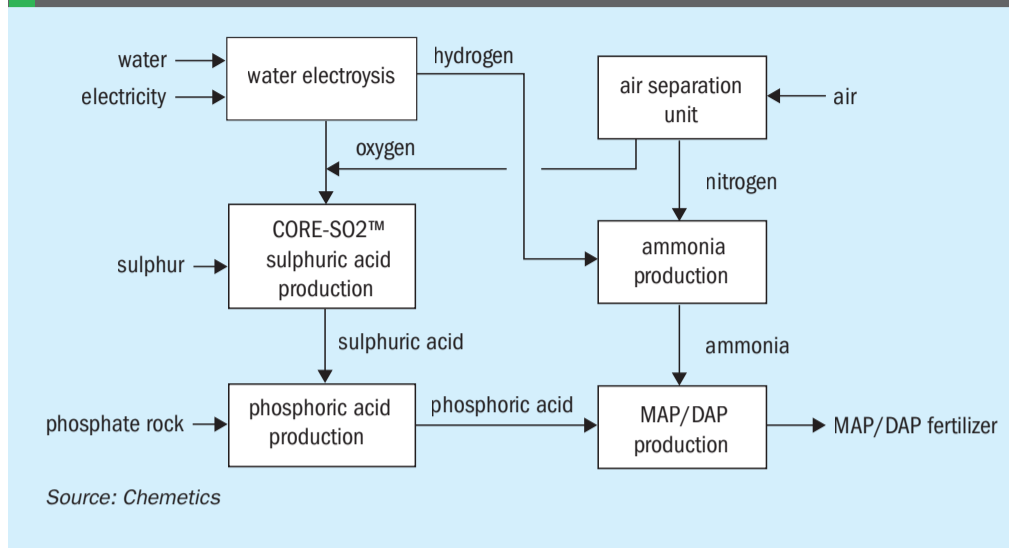 water
electricity
water electroysis
hydrogen
air separation
unit
air
oxygen
nitrogen
sulphur
CORE-SO2™
sulphuric acid
production
ammonia
production
sulphuric acid
ammonia
phosphate rock
phosphoric acid
production
phosphoric acid
MAP/DAP
production
MAP/DAP fertilizer
Source: Chemetics